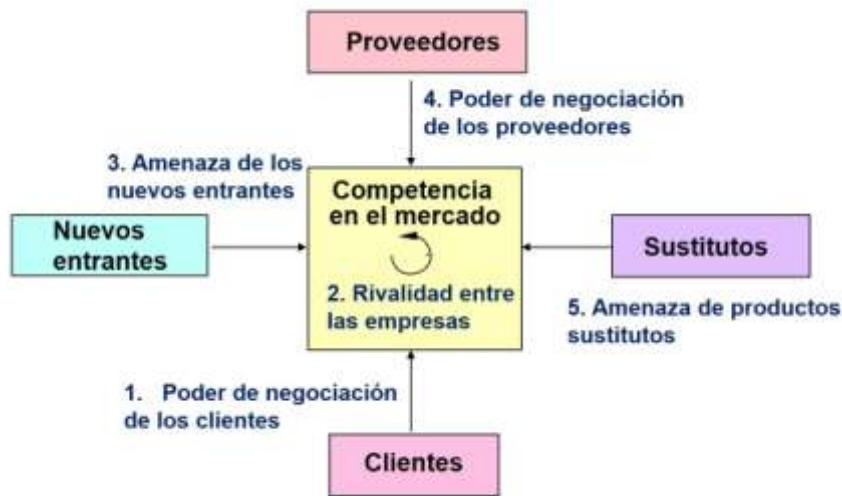 Proveedores
4. Poder de negociación
de los proveedores
3. Amenaza de los
nuevos entrantes
Competencia
en el mercado
Nuevos
entrantes
Sustitutos
2. Rivalidad entre
las empresas
5. Amenaza de productos
sustitutos
1. Poder de negociación
de los clientes
Clientes